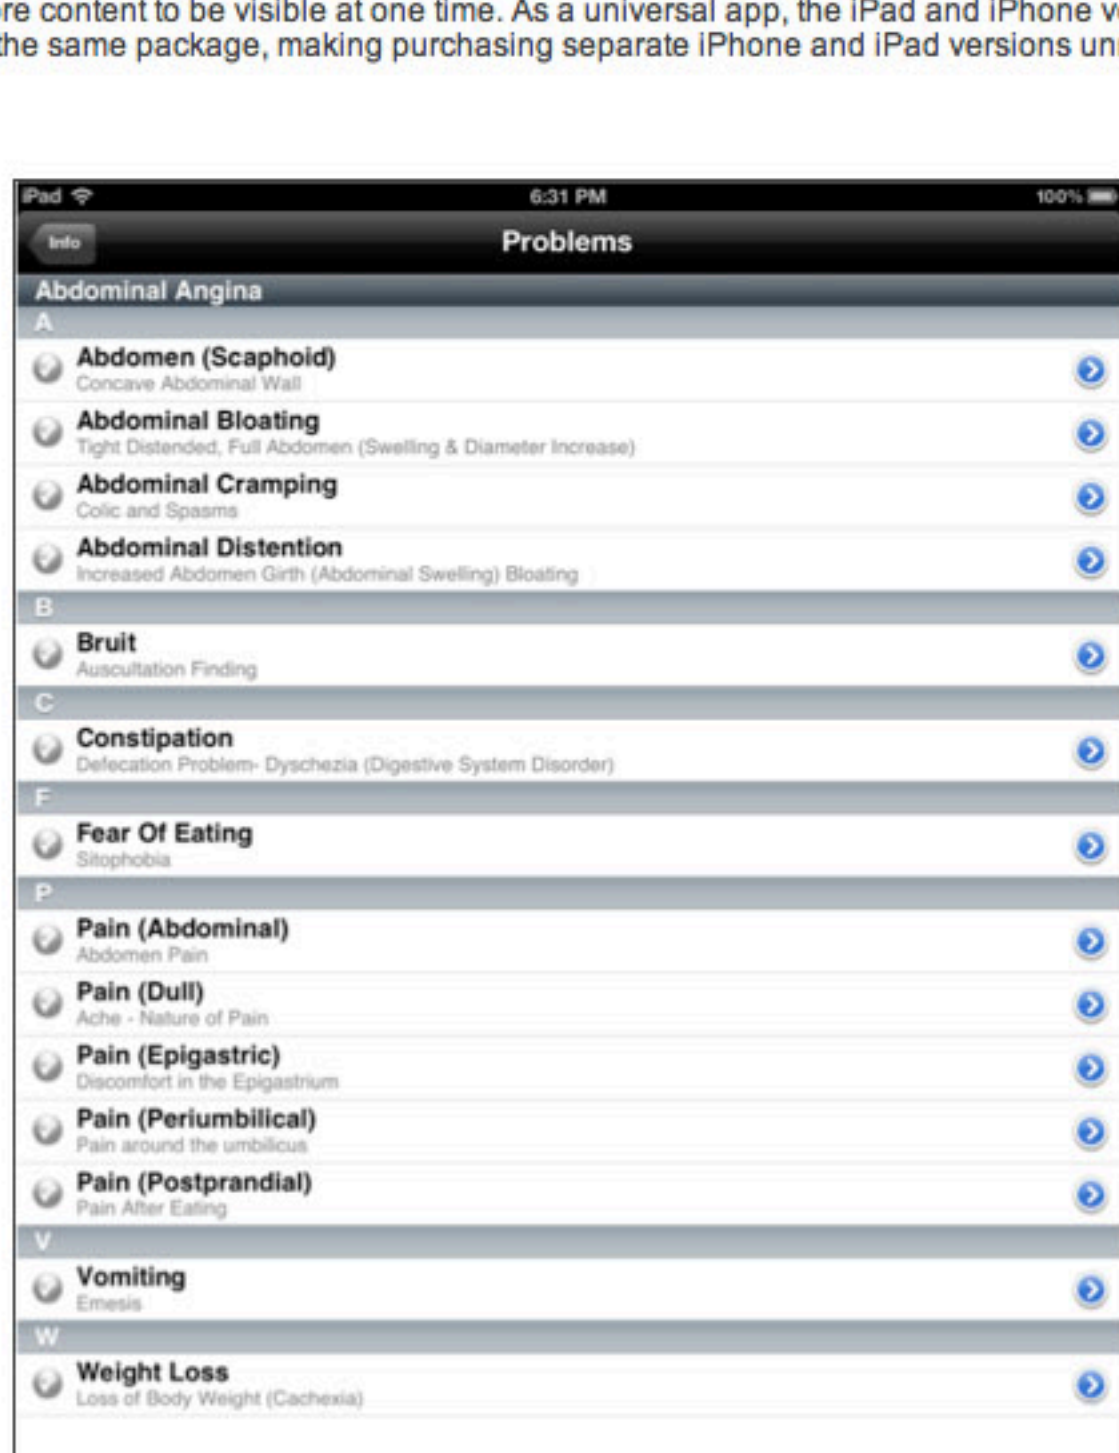 re content to be visible at one time. As a universal app, the iPad and iPhone
the same package, making purchasing separate iPhone and iPad versions
iPad 6:31 PM 100%
Info Problems
Abdominal Angina
A
Abdomen (Scaphoid)
Concave Abdominal Wall
Abdominal Bloating
Tight Distended, Full Abdomen (Swelling & Diameter Increase)
Abdominal Cramping
Colic and Spasms
Abdominal Distention
Increased Abdomen Girth (Abdominal Swelling) Bloating
B
Bruit
Auscultation Finding
C
Constipation
Defecation Problem- Dyschezia (Digestive System Disorder)
F
Fear Of Eating
Sitophobia
P
Pain (Abdominal)
Abdomen Pain
Pain (Dull)
Ache - Nature of Pain
Pain (Epigastric)
Discomfort in the Epigastrium
Pain (Periumbilical)
Pain around the umbilicus
Pain (Postprandial)
Pain After Eating
V
Vomiting
Emesis
W
Weight Loss
Loss of Body Weight (Cachexia)